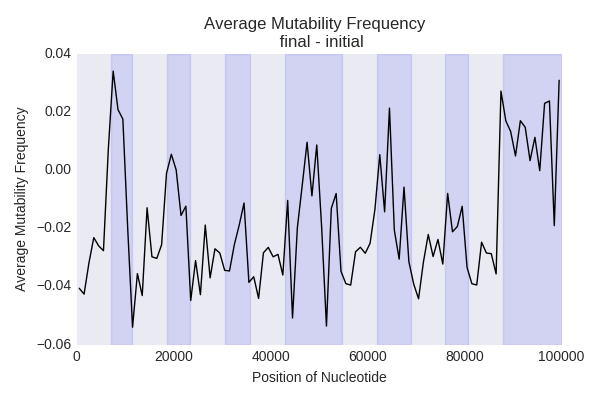 Average Mutability Frequency
final - initial
0.04
0.02
0.00
−0.02
−0.04
−0.06
Average Mutability Frequency
0 20000 40000 60000 80000 100000
Position of Nucleotide